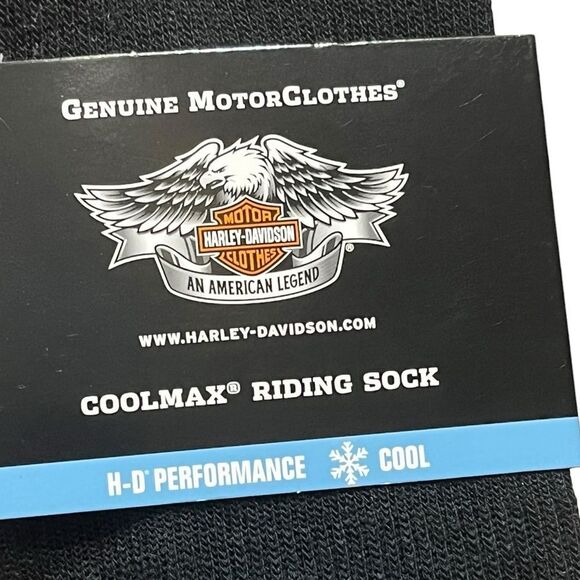 GENUINE MOTORCLOTHES®
MOTOR
HARLEY-DAVIDSON
CLOTHES
®
AN AMERICAN LEGEND
WWW.HARLEY-DAVIDSON.COM
COOLMAX® RIDING SOCK
H-D® PERFORMANCE COOL